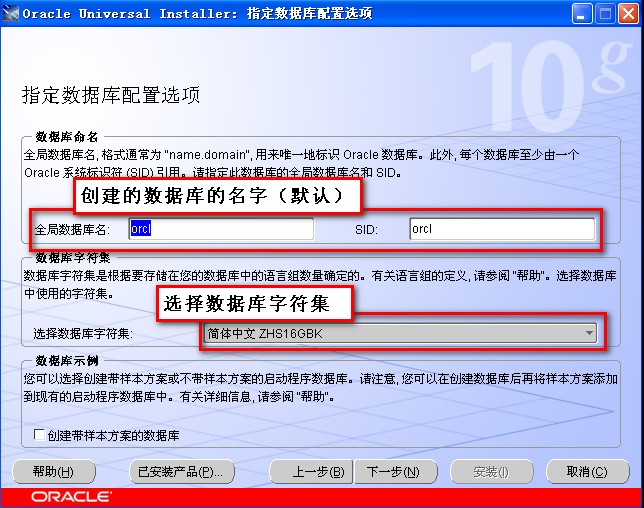 Oracle Universal Installer: 指定数据库配置选项
10g
指定数据库配置选项
数据库命名
全局数据库名, 格式通常为 "name.domain", 用来唯一地标识 Oracle 数据库。此外, 每个数据库至少由一个
Oracle 系统标识符 (SID) 引用。请指定此数据库的全局数据库名和 SID。
创建的数据库的名字（默认）
全局数据库名: orcl SID: orcl
数据库字符集
数据库字符集是根据要存储在您的数据库中的语言组数量确定的。有关语言组的定义, 请参阅 "帮助"。选择数据库
中使用的字符集。
选择数据库字符集
选择数据库字符集: 简体中文 ZHS16GBK
数据库示例
您可以选择创建带样本方案或不带样本方案的启动程序数据库。请注意, 您可以在创建数据库后再将样本方案添加
到现有的启动程序数据库中。有关详细信息, 请参阅 "帮助"。
创建带样本方案的数据库
帮助(H) 已安装产品(P)... 上一步(B) 下一步(N) 安装(I) 取消(C)
ORACLE